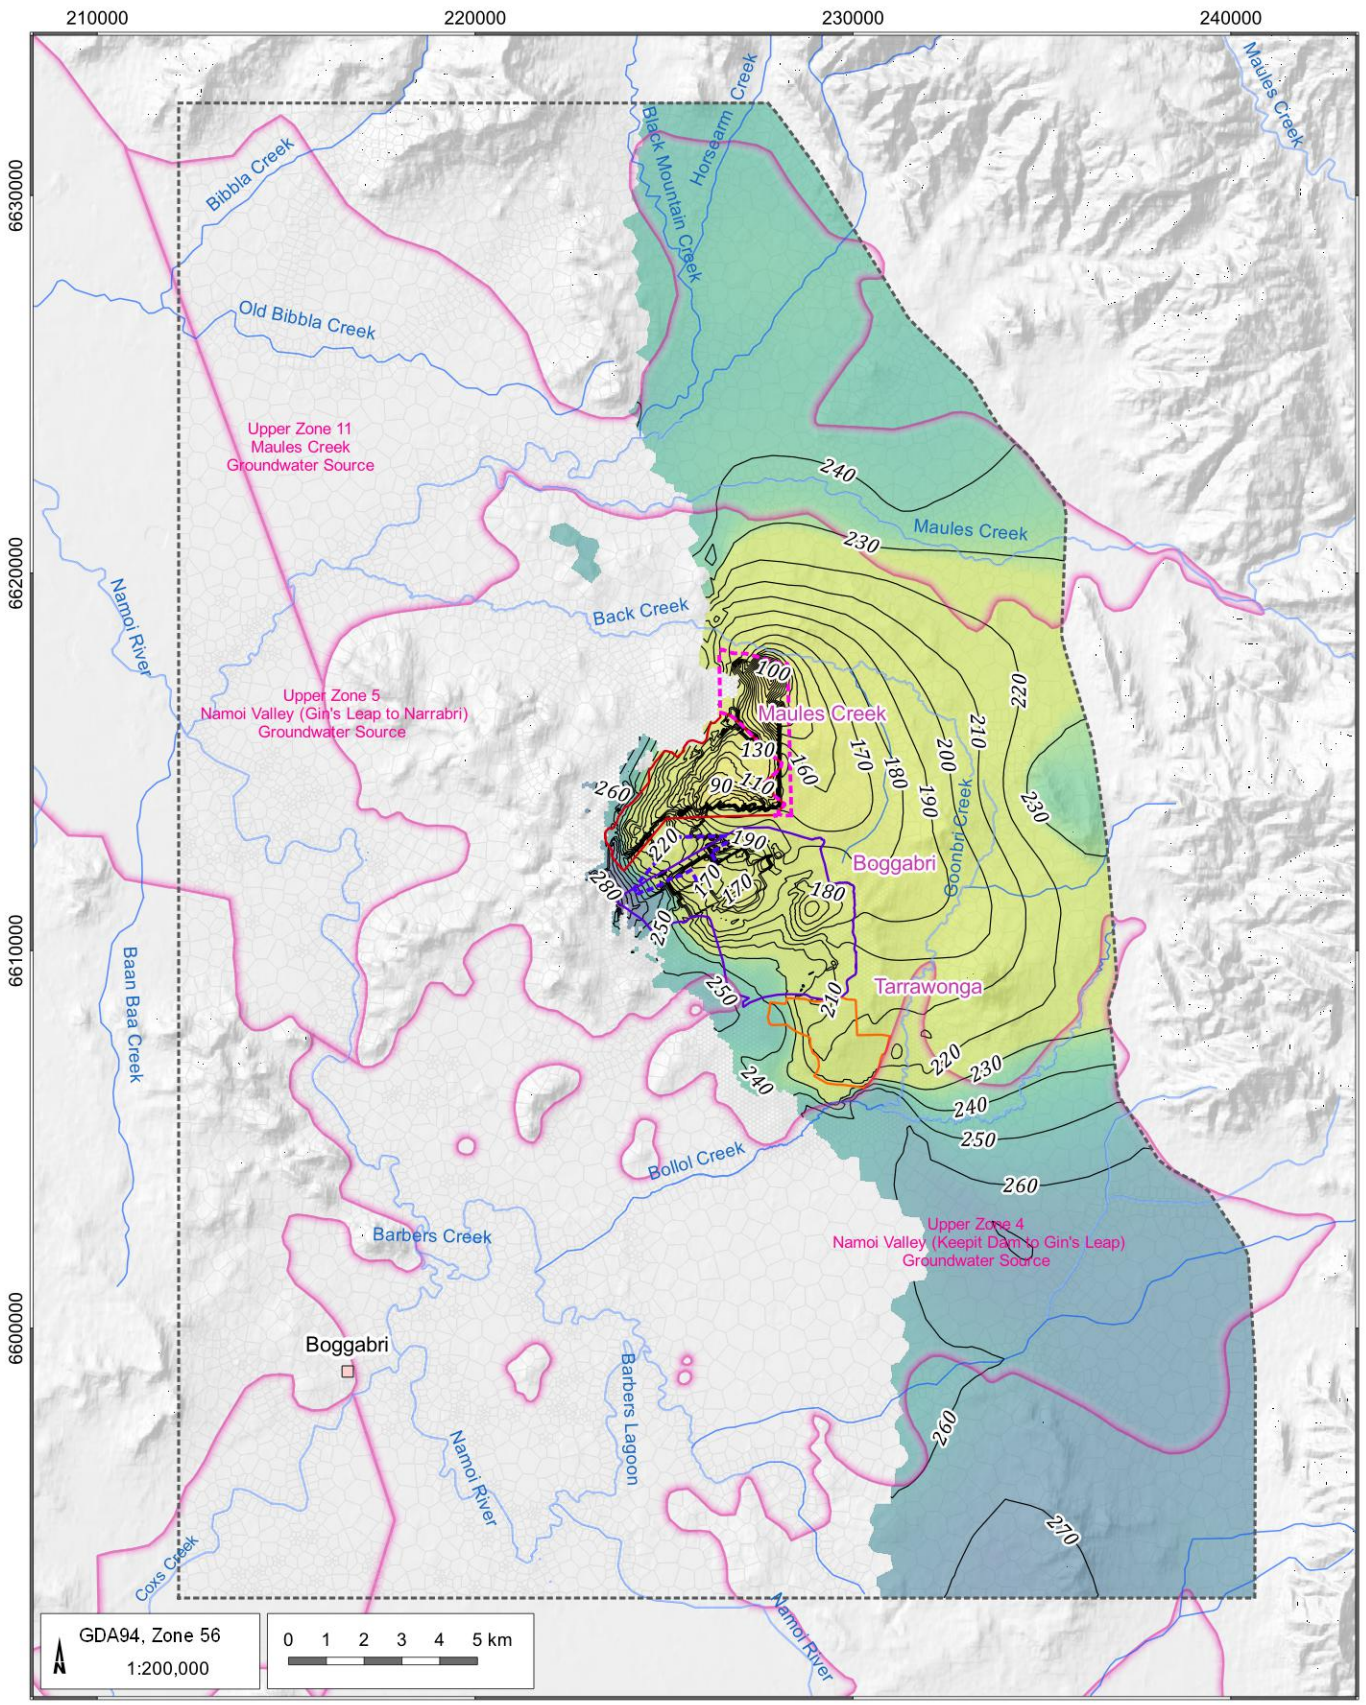 210000
220000
230000
240000
6630000
6620000
6610000
6600000
Maules Creek
Horsearm Creek
Black Mountain Creek
Bibbla Creek
Old Bibbla Creek
Upper Zone 11
Maules Creek
Groundwater Source
240
Maules Creek
230
Namoi River
Back Creek
100
220
Upper Zone 5
Namoi Valley (Gin's Leap to Narrabri)
Groundwater Source
Maules Creek
210
200
130
170
160
180
90
110
190
260
230
Goonbri Creek
220
190
Boggabri
280
170
170
180
250
Baan Baa Creek
Tarrawonga
250
210
220
230
240
240
250
Bollol Creek
260
Upper Zone 4
Namoi Valley (Keepit Dam to Gin's Leap)
Groundwater Source
Barbers Creek
Boggabri
Barbers Lagoon
260
Namoi River
270
Coxs Creek
Namoi River
GDA94, Zone 56
N
1:200,000
0 1 2 3 4 5 km